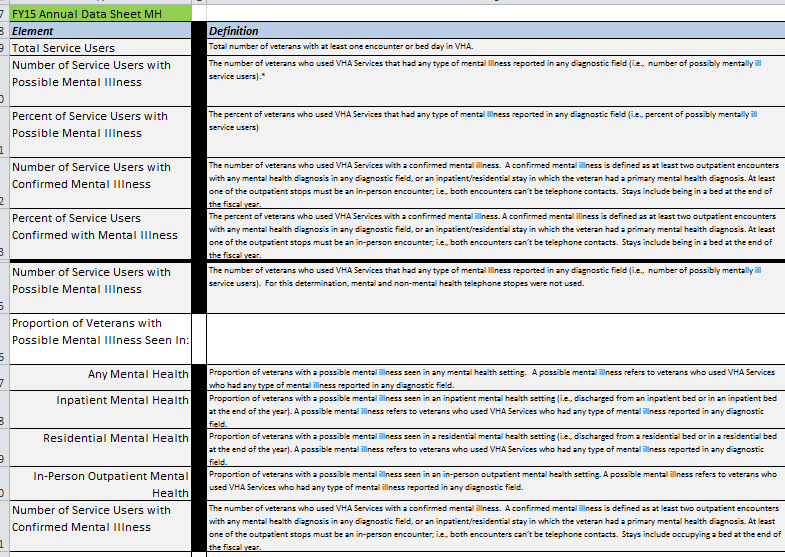 7 FY15 Annual Data Sheet MH
8 Element Definition
9 Total Service Users Total number of veterans with at least one encounter or bed day in VHA.
Number of Service Users with
Possible Mental Illness
0
The number of veterans who used VHA Services that had any type of mental illness reported in any diagnostic field (i.e., number of possibly mentally ill
service users).*
Percent of Service Users with
Possible Mental Illness
1
The percent of veterans who used VHA Services that had any type of mental illness reported in any diagnostic field (i.e., percent of possibly mentally ill
service users)
Number of Service Users with
Confirmed Mental Illness
2
The number of veterans who used VHA Services with a confirmed mental illness. A confirmed mental illness is defined as at least two outpatient encounters
with any mental health diagnosis in any diagnostic field, or an inpatient/residential stay in which the veteran had a primary mental health diagnosis. At least
one of the outpatient stops must be an in-person encounter; i.e., both encounters can't be telephone contacts. Stays include being in a bed at the end of
the fiscal year.
Percent of Service Users
Confirmed with Mental Illness
3
The percent of veterans who used VHA Services with a confirmed mental illness. A confirmed mental illness is defined as at least two outpatient encounters
with any mental health diagnosis in any diagnostic field, or an inpatient/residential stay in which the veteran had a primary mental health diagnosis. At least
one of the outpatient stops must be an in-person encounter; i.e., both encounters can't be telephone contacts. Stays include being in a bed at the end of
the fiscal year.
Number of Service Users with
Possible Mental Illness
5
The number of veterans who used VHA Services that had any type of mental illness reported in any diagnostic field (i.e., number of possibly mentally ill
service users). For this determination, mental and non-mental health telephone stopes were not used.
Proportion of Veterans with
Possible Mental Illness Seen In:
6
Any Mental Health
7
Proportion of veterans with a possible mental illness seen in any mental health setting. A possible mental illness refers to veterans who used VHA Services
who had any type of mental illness reported in any diagnostic field.
Inpatient Mental Health
8
Proportion of veterans with a possible mental illness seen in an inpatient mental health setting (i.e., discharged from an inpatient bed or in an inpatient bed
at the end of the year). A possible mental illness refers to veterans who used VHA Services who had any type of mental illness reported in any diagnostic
field.
Residential Mental Health
9
Proportion of veterans with a possible mental illness seen in a residential mental health setting (i.e., discharged from a residential bed or in a residential bed
at the end of the year). A possible mental illness refers to veterans who used VHA Services who had any type of mental illness reported in any diagnostic
field.
In-Person Outpatient Mental
Health
0
Proportion of veterans with a possible mental illness seen in an in-person outpatient mental health setting. A possible mental illness refers to veterans who
used VHA Services who had any type of mental illness reported in any diagnostic field.
Number of Service Users with
Confirmed Mental Illness
1
The number of veterans who used VHA Services with a confirmed mental illness. A confirmed mental illness is defined as at least two outpatient encounters
with any mental health diagnosis in any diagnostic field, or an inpatient/residential stay in which the veteran had a primary mental health diagnosis. At least
one of the outpatient stops must be an in-person encounter; i.e., both encounters can't be telephone contacts. Stays include occupying a bed at the end of
the fiscal year.